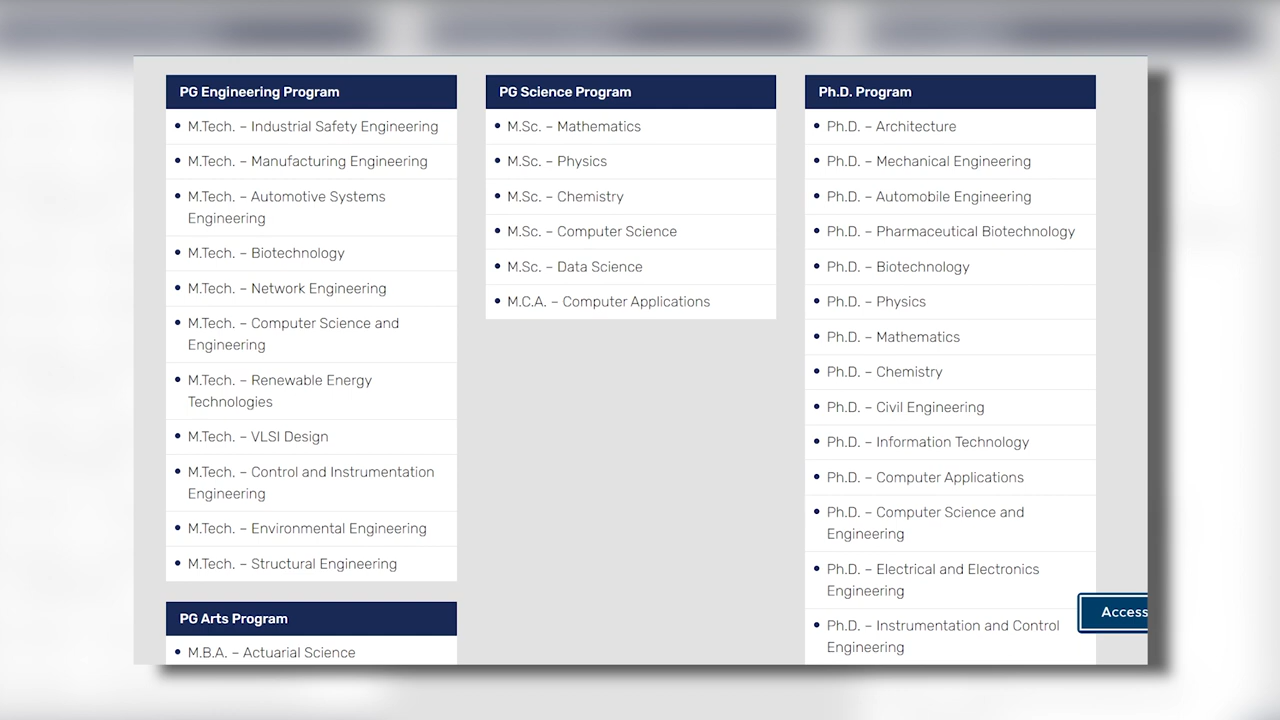 PG Engineering Program
M.Tech. – Industrial Safety Engineering
M.Tech. – Manufacturing Engineering
M.Tech. – Automotive Systems
Engineering
M.Tech. – Biotechnology
M.Tech. – Network Engineering
M.Tech. – Computer Science and
Engineering
M.Tech. – Renewable Energy
Technologies
M.Tech. – VLSI Design
M.Tech. – Control and Instrumentation
Engineering
M.Tech. – Environmental Engineering
M.Tech. – Structural Engineering
PG Arts Program
M.B.A. – Actuarial Science
PG Science Program
M.Sc. – Mathematics
M.Sc. – Physics
M.Sc. – Chemistry
M.Sc. – Computer Science
M.Sc. – Data Science
M.C.A. – Computer Applications
Ph.D. Program
Ph.D. – Architecture
Ph.D. – Mechanical Engineering
Ph.D. – Automobile Engineering
Ph.D. – Pharmaceutical Biotechnology
Ph.D. – Biotechnology
Ph.D. – Physics
Ph.D. – Mathematics
Ph.D. – Chemistry
Ph.D. – Civil Engineering
Ph.D. – Information Technology
Ph.D. – Computer Applications
Ph.D. – Computer Science and
Engineering
Ph.D. – Electrical and Electronics
Engineering
Ph.D. – Instrumentation and Control
Engineering
Access